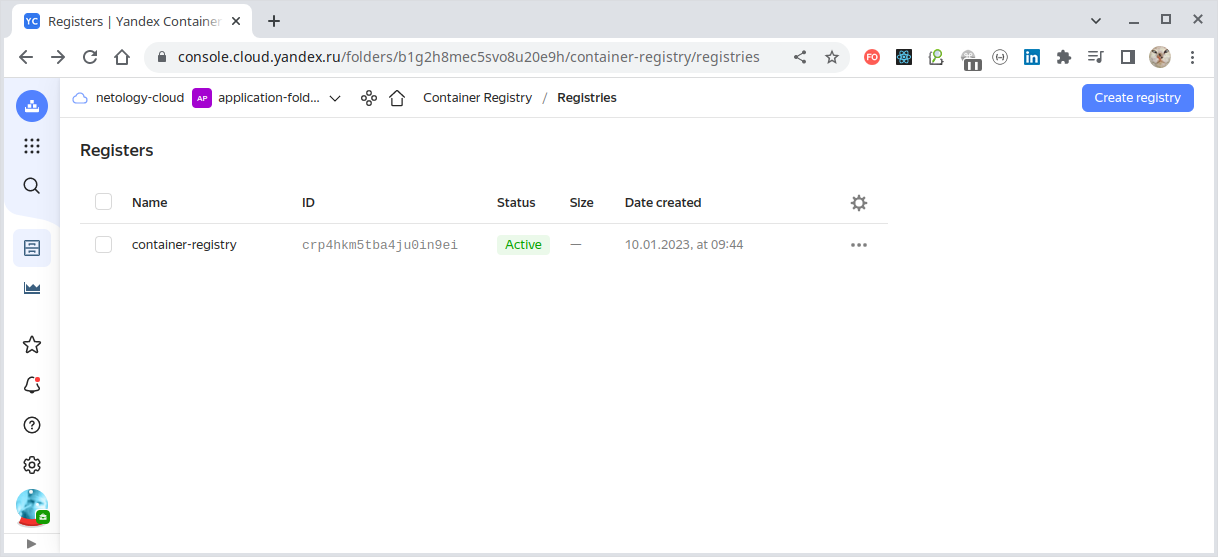 YC Registers | Yandex Container
console.cloud.yandex.ru/folders/b1g2h8mec5svo8u20e9h/container-registry/registries
FO
in
netology-cloud AP application-fold... Container Registry / Registries Create registry
Registers
Name ID Status Size Date created
container-registry crp4hkm5tba4ju0in9ei Active — 10.01.2023, at 09:44